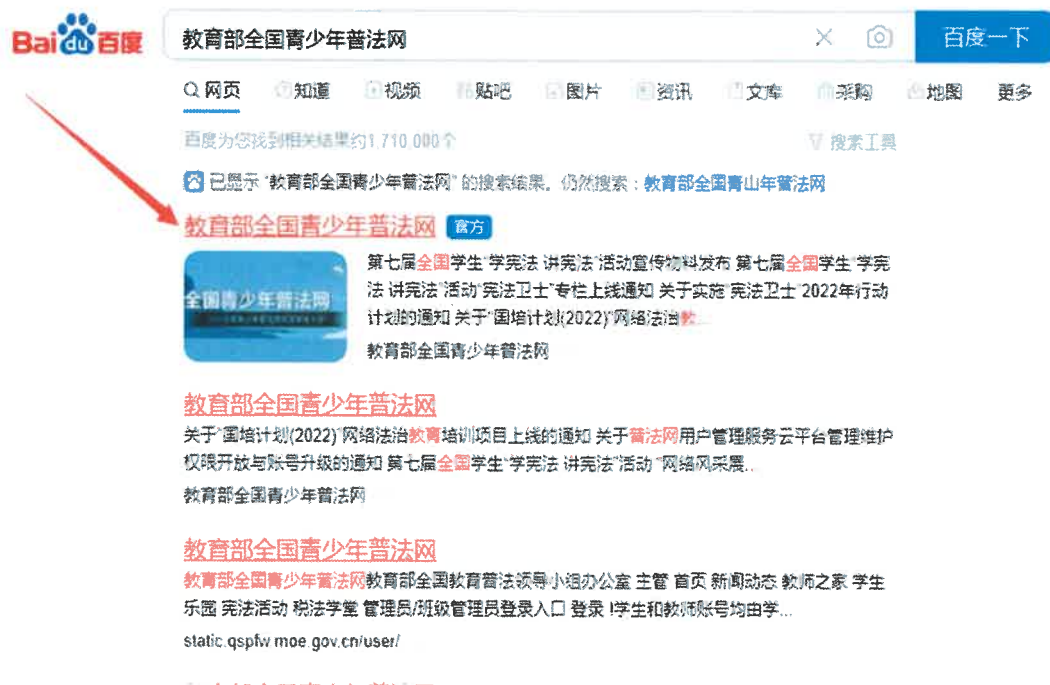 Bai du 百度
教育部全国青少年普法网
百度一下
网页 知道 视频 贴吧 图片 资讯 文库 采购 地图 更多
百度为您找到相关结果约1,710,000个
搜索工具
已显示“教育部全国青少年普法网”的搜索结果。仍然搜索：教育部全国青山年普法网
教育部全国青少年普法网 官方
全国青少年普法网
第七届全国学生“学宪法 讲宪法”活动宣传物料发布 第七届全国学生“学宪
法 讲宪法”活动“宪法卫士”专栏上线通知 关于实施“宪法卫士”2022年行动
计划的通知 关于“国培计划(2022)”网络法治教...
教育部全国青少年普法网
教育部全国青少年普法网
关于“国培计划(2022)”网络法治教育培训项目上线的通知 关于普法网用户管理服务云平台管理维护
权限开放与账号升级的通知 第七届全国学生“学宪法 讲宪法”活动 “网络风采展...
教育部全国青少年普法网
教育部全国青少年普法网
教育部全国青少年普法网教育部全国教育普法领导小组办公室 主管 首页 新闻动态 教师之家 学生
乐园 宪法活动 税法学堂 管理员/班级管理员登录入口 登录 !学生和教师账号均由学...
static.qspfw.moe.gov.cn/user/